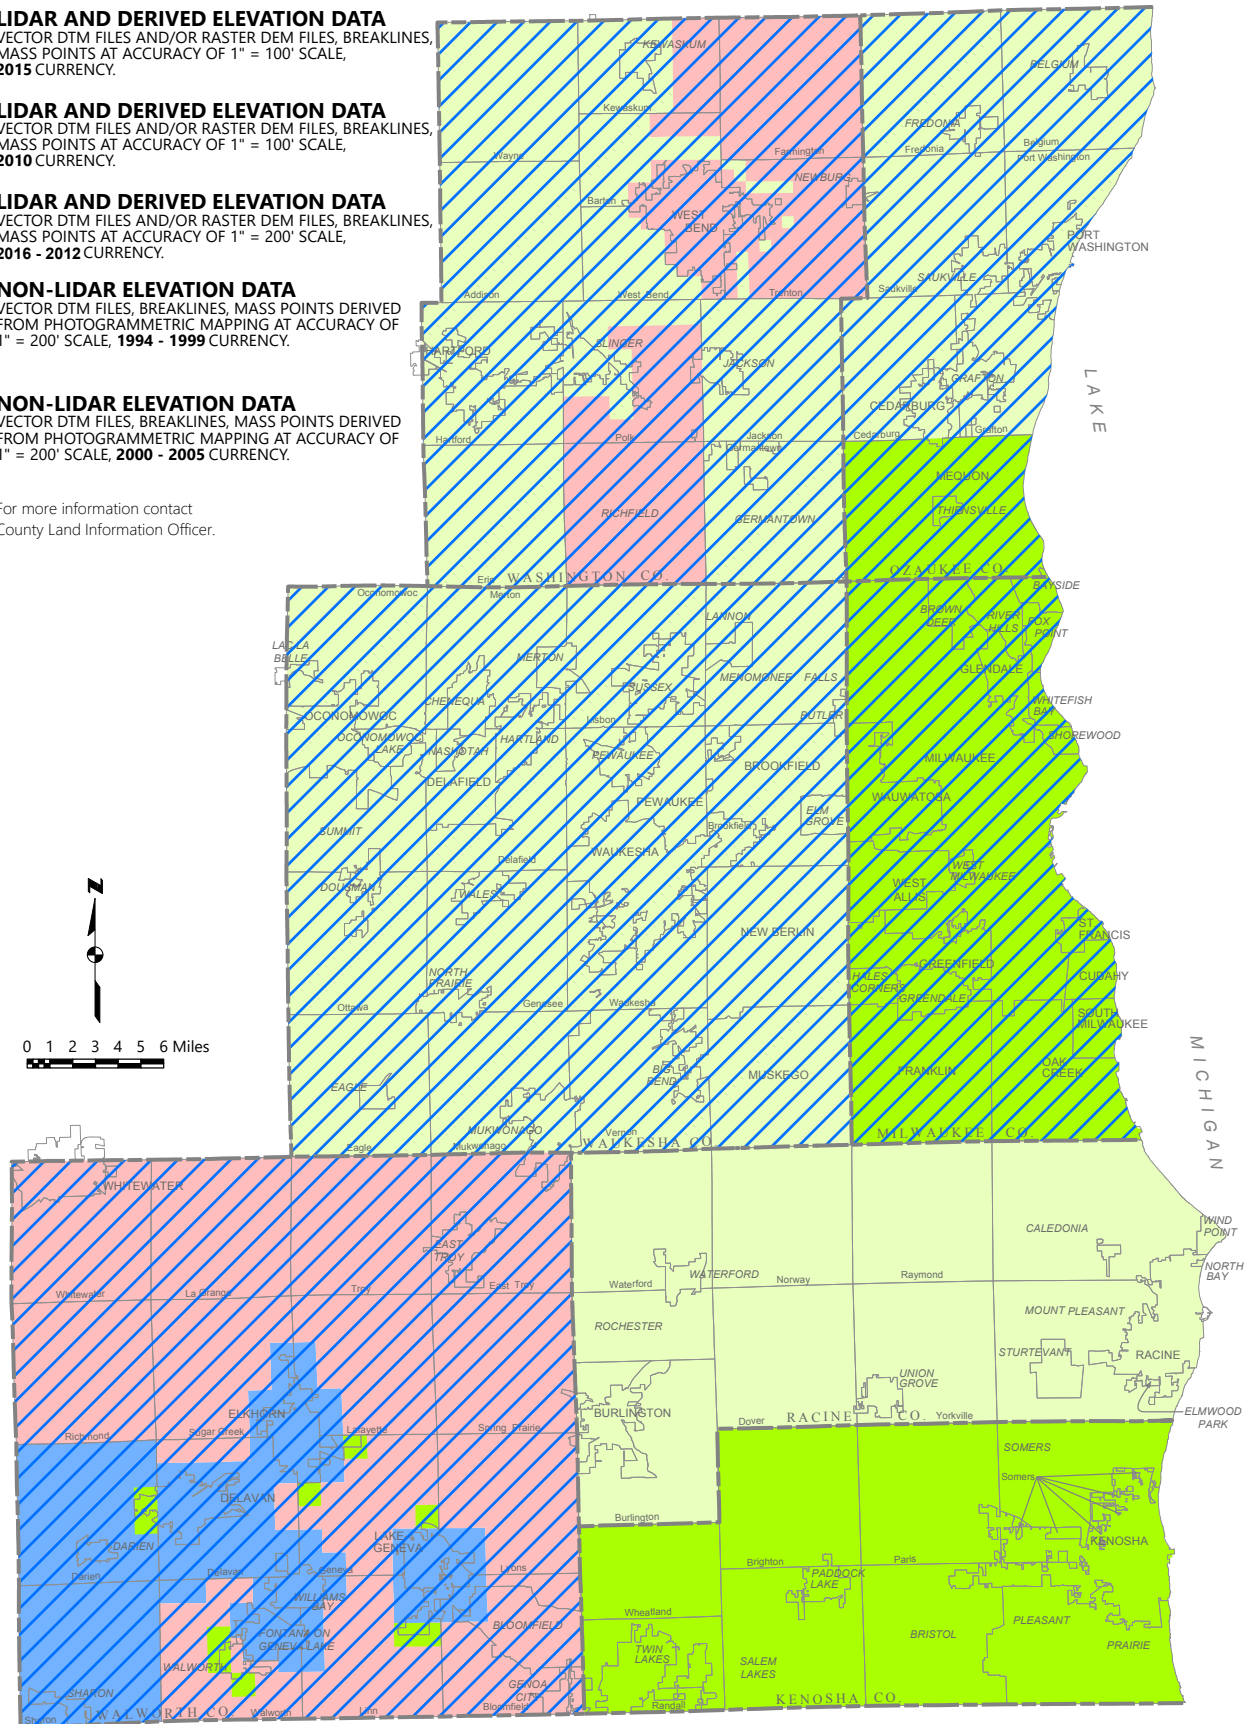 LIDAR AND DERIVED ELEVATION DATA
VECTOR DTM FILES AND/OR RASTER DEM FILES, BREAKLINES,
MASS POINTS AT ACCURACY OF 1" = 100' SCALE,
2015 CURRENCY.
LIDAR AND DERIVED ELEVATION DATA
VECTOR DTM FILES AND/OR RASTER DEM FILES, BREAKLINES,
MASS POINTS AT ACCURACY OF 1" = 100' SCALE,
2010 CURRENCY.
LIDAR AND DERIVED ELEVATION DATA
VECTOR DTM FILES AND/OR RASTER DEM FILES, BREAKLINES,
MASS POINTS AT ACCURACY OF 1" = 200' SCALE,
2016 - 2012 CURRENCY.
NON-LIDAR ELEVATION DATA
VECTOR DTM FILES, BREAKLINES, MASS POINTS DERIVED
FROM PHOTOGRAMMETRIC MAPPING AT ACCURACY OF
1" = 200' SCALE, 1994 - 1999 CURRENCY.
NON-LIDAR ELEVATION DATA
VECTOR DTM FILES, BREAKLINES, MASS POINTS DERIVED
FROM PHOTOGRAMMETRIC MAPPING AT ACCURACY OF
1" = 200' SCALE, 2000 - 2005 CURRENCY.
For more information contact
County Land Information Officer.
KEWASKUM
BELGIUM
Kewaskum
FREDONIA
Wayne
Farmington
Fredonia
Belgium
Port Washington
NEWBURG
Barton
WEST
BEND
PORT
WASHINGTON
SAUKVILLE
Addison
West Bend
Trenton
Saukville
HARTFORD
SLINGER
JACKSON
GRAFTON
CEDARBURG
LAKE
Hartford
Polk
Jackson
Germantown
Cedarburg
Grafton
MEQUON
THIENSVILLE
RICHFIELD
GERMANTOWN
Erin
WASHINGTON CO.
OZAUKEE CO.
Oconomowoc
Merton
BAYSIDE
BROWN
DEER
RIVER
HILLS
FOX
POINT
LANNON
LAC LA
BELLE
MERTON
SUSSEX
MENOMONEE FALLS
GLENDALE
CHENEQUA
WHITEFISH
BAY
OCONOMOWOC
Lisbon
BUTLER
OCONOMOWOC
LAKE
NASHOTAH
HARTLAND
PEWAUKEE
SHOREWOOD
MILWAUKEE
DELAFIELD
BROOKFIELD
PEWAUKEE
WAUWATOSA
ELM
GROVE
SUMMIT
Brookfield
WAUKESHA
Delafield
WEST
MILWAUKEE
DOUSMAN
WALES
WEST
ALLIS
NEW BERLIN
ST.
FRANCIS
NORTH
PRAIRIE
GREENFIELD
HALES
CORNERS
GREENDALE
CUDAHY
Ottawa
Genesee
Waukesha
SOUTH
MILWAUKEE
EAGLE
BIG
BEND
MUSKEGO
FRANKLIN
OAK
CREEK
MICHIGAN
MUKWONAGO
Vernon
Eagle
Mukwonago
WAUKESHA CO.
MILWAUKEE CO.
N
0 1 2 3 4 5 6 Miles
WHITEWATER
EAST
TROY
CALEDONIA
WIND
POINT
NORTH
BAY
WATERFORD
Waterford
Norway
Raymond
Whitewater
La Grange
Troy
East Troy
ROCHESTER
MOUNT PLEASANT
STURTEVANT
RACINE
UNION
GROVE
ELKHORN
BURLINGTON
Dover
RACINE CO.
Yorkville
ELMWOOD
PARK
Richmond
Sugar Creek
Lafayette
Spring Prairie
SOMERS
Somers
DELAVAN
Burlington
LAKE
GENEVA
DARIEN
KENOSHA
Brighton
Paris
Darien
Delavan
Geneva
Lyons
PADDOCK
LAKE
WILLIAMS
BAY
Wheatland
BLOOMFIELD
FONTANA ON
GENEVA LAKE
BRISTOL
PLEASANT
PRAIRIE
TWIN
LAKES
SALEM
LAKES
WALWORTH
GENOA
CITY
SHARON
Sharon
WALWORTH CO.
Walworth
Linn
Bloomfield
Randall
KENOSHA CO.